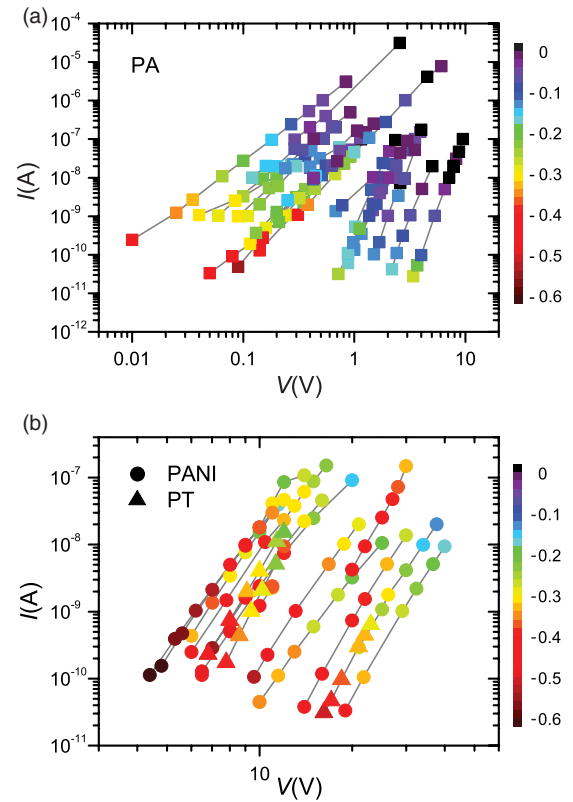 (a)
PA
10⁻⁴
10⁻⁵
10⁻⁶
10⁻⁷
10⁻⁸
10⁻⁹
10⁻¹⁰
10⁻¹¹
10⁻¹²
I(A)
0.01 0.1 1 10
V(V)
0
- 0.1
- 0.2
- 0.3
- 0.4
- 0.5
- 0.6
(b)
PANI
PT
10⁻⁷
10⁻⁸
10⁻⁹
10⁻¹⁰
10⁻¹¹
I(A)
10
V(V)
0
-0.1
-0.2
-0.3
-0.4
-0.5
-0.6